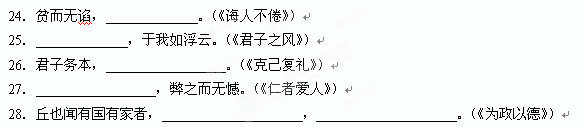 24. 贫而无谄，______________。(《诲人不倦》)
25. ______________，于我如浮云。(《君子之风》)
26. 君子务本，__________________。(《克己复礼》)
27. __________________，弊之而无憾。(《仁者爱人》)
28. 丘也闻有国有家者，______________________，______________________。(《为政以德》)